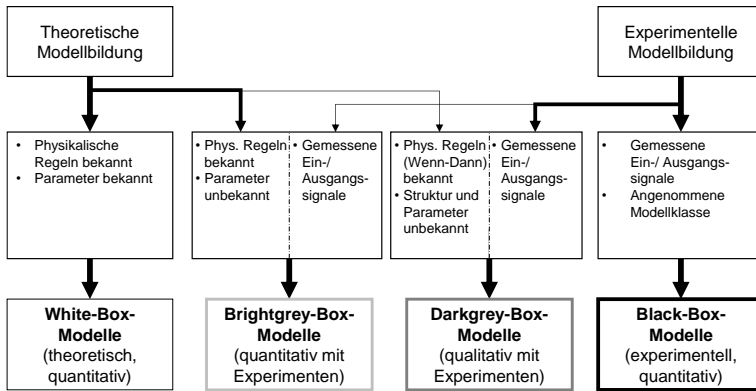 Theoretische
Modellbildung
Experimentelle
Modellbildung
• Physikalische
Regeln bekannt
• Parameter bekannt
• Phys. Regeln
bekannt
• Parameter
unbekannt
• Gemessene
Ein-/
Ausgangs-
signale
• Phys. Regeln
(Wenn-Dann)
bekannt
• Struktur und
Parameter
unbekannt
• Gemessene
Ein-/
Ausgangs-
signale
• Gemessene
Ein-/ Ausgangs-
signale
• Angenommene
Modellklasse
White-Box-
Modelle
(theoretisch,
quantitativ)
Brightgrey-Box-
Modelle
(quantitativ mit
Experimenten)
Darkgrey-Box-
Modelle
(qualitativ mit
Experimenten)
Black-Box-
Modelle
(experimentell,
quantitativ)